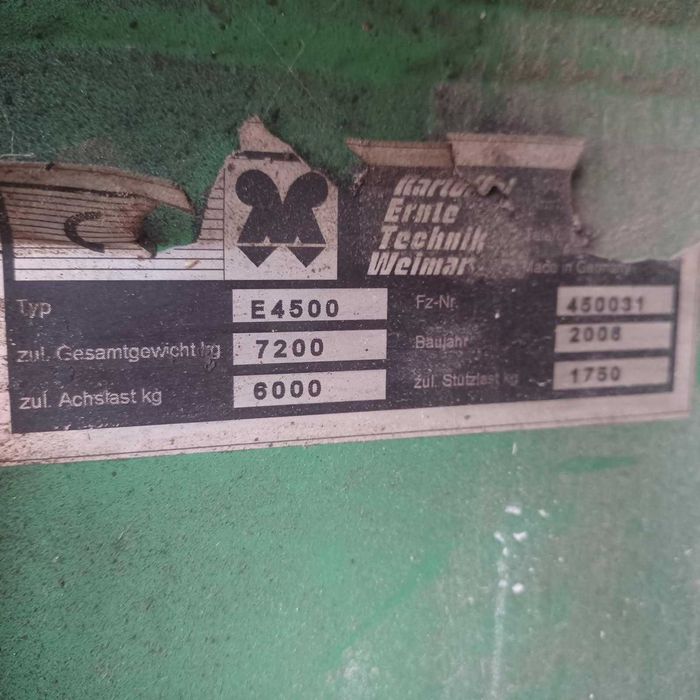 Ernte
Technik
Weimar
Made in Germany
Typ E4500
zul. Gesamtgewicht kg 7200
zul. Achslast kg 6000
Fz-Nr. 450031
Baujahr 2008
zul. Stützlast kg 1750